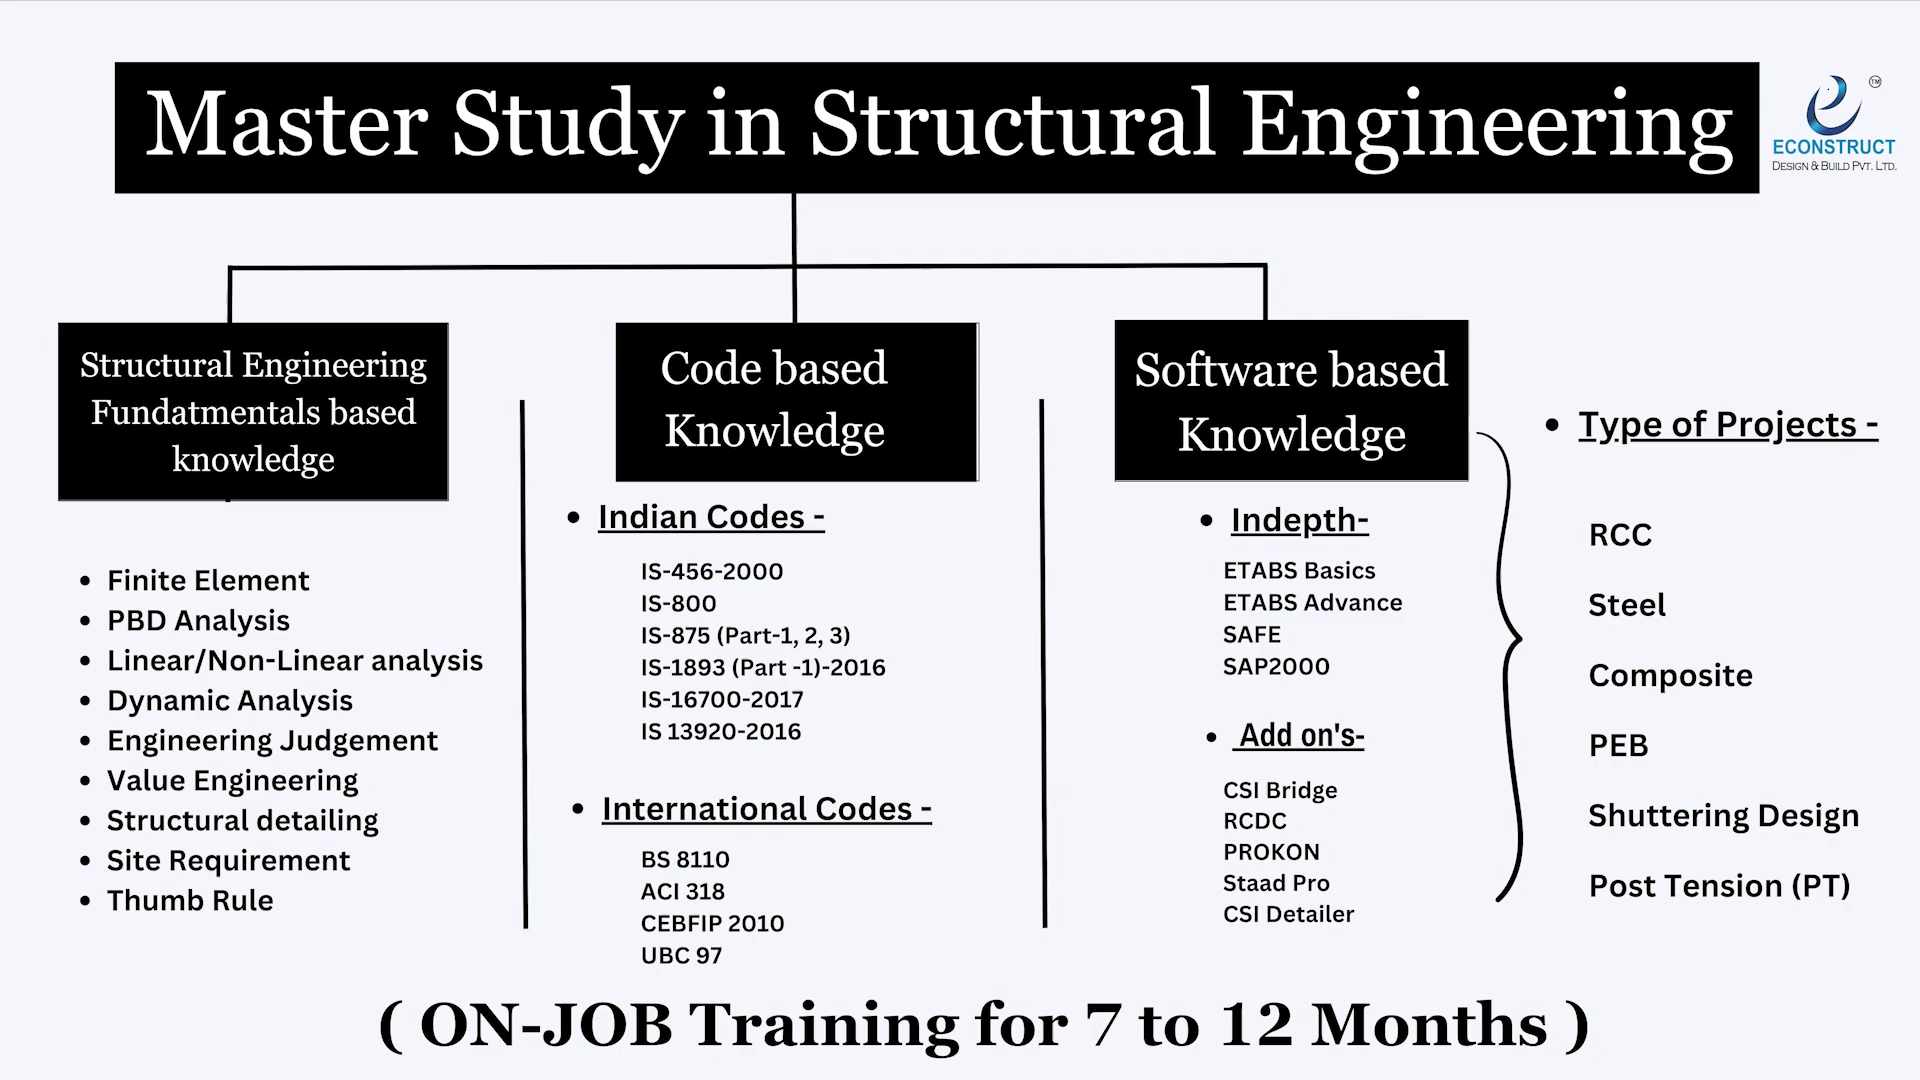 Master Study in Structural Engineering
TM
ECONSTRUCT
DESIGN & BUILD PVT. LTD.
Structural Engineering
Fundatmentals based
knowledge
• Finite Element
• PBD Analysis
• Linear/Non-Linear analysis
• Dynamic Analysis
• Engineering Judgement
• Value Engineering
• Structural detailing
• Site Requirement
• Thumb Rule
Code based
Knowledge
• Indian Codes -
IS-456-2000
IS-800
IS-875 (Part-1, 2, 3)
IS-1893 (Part -1)-2016
IS-16700-2017
IS 13920-2016
• International Codes -
BS 8110
ACI 318
CEBFIP 2010
UBC 97
Software based
Knowledge
• Indepth-
ETABS Basics
ETABS Advance
SAFE
SAP2000
• Add on's-
CSI Bridge
RCDC
PROKON
Staad Pro
CSI Detailer
• Type of Projects -
RCC
Steel
Composite
PEB
Shuttering Design
Post Tension (PT)
( ON-JOB Training for 7 to 12 Months )